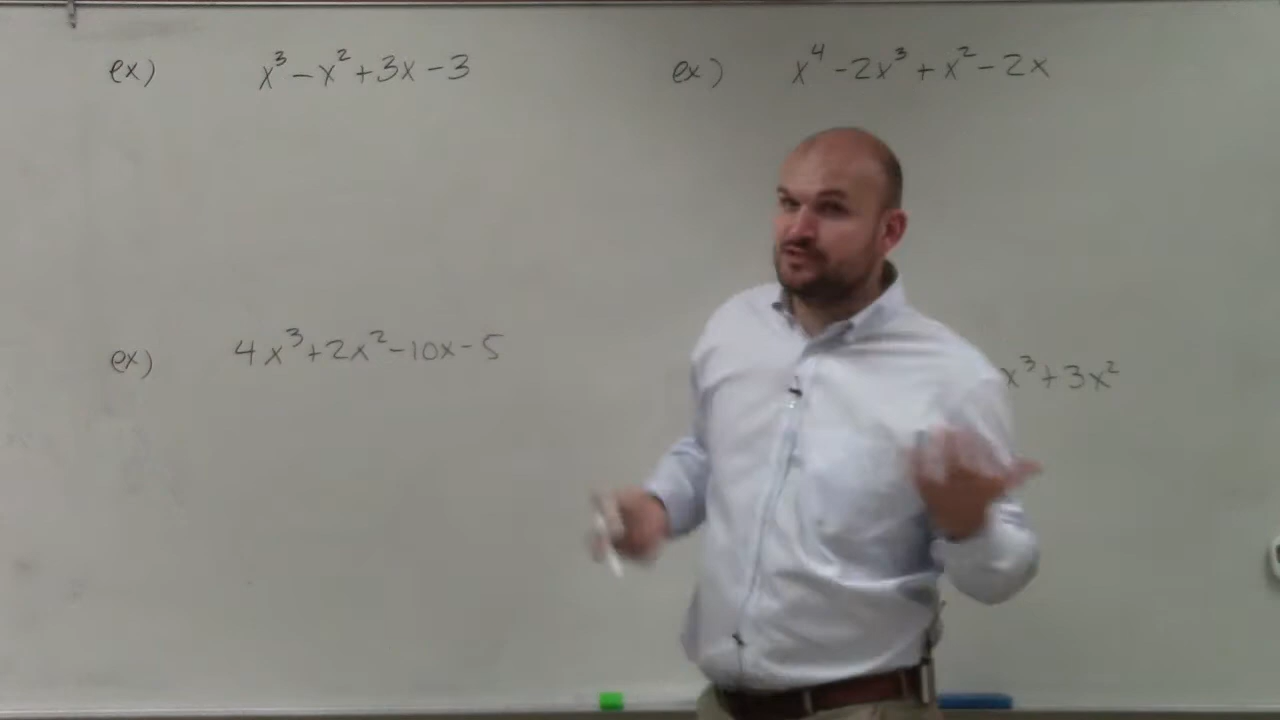 ex) x³-x²+3x-3
ex) x⁴-2x³+x²-2x
ex) 4x³+2x²-10x-5
x³+3x²